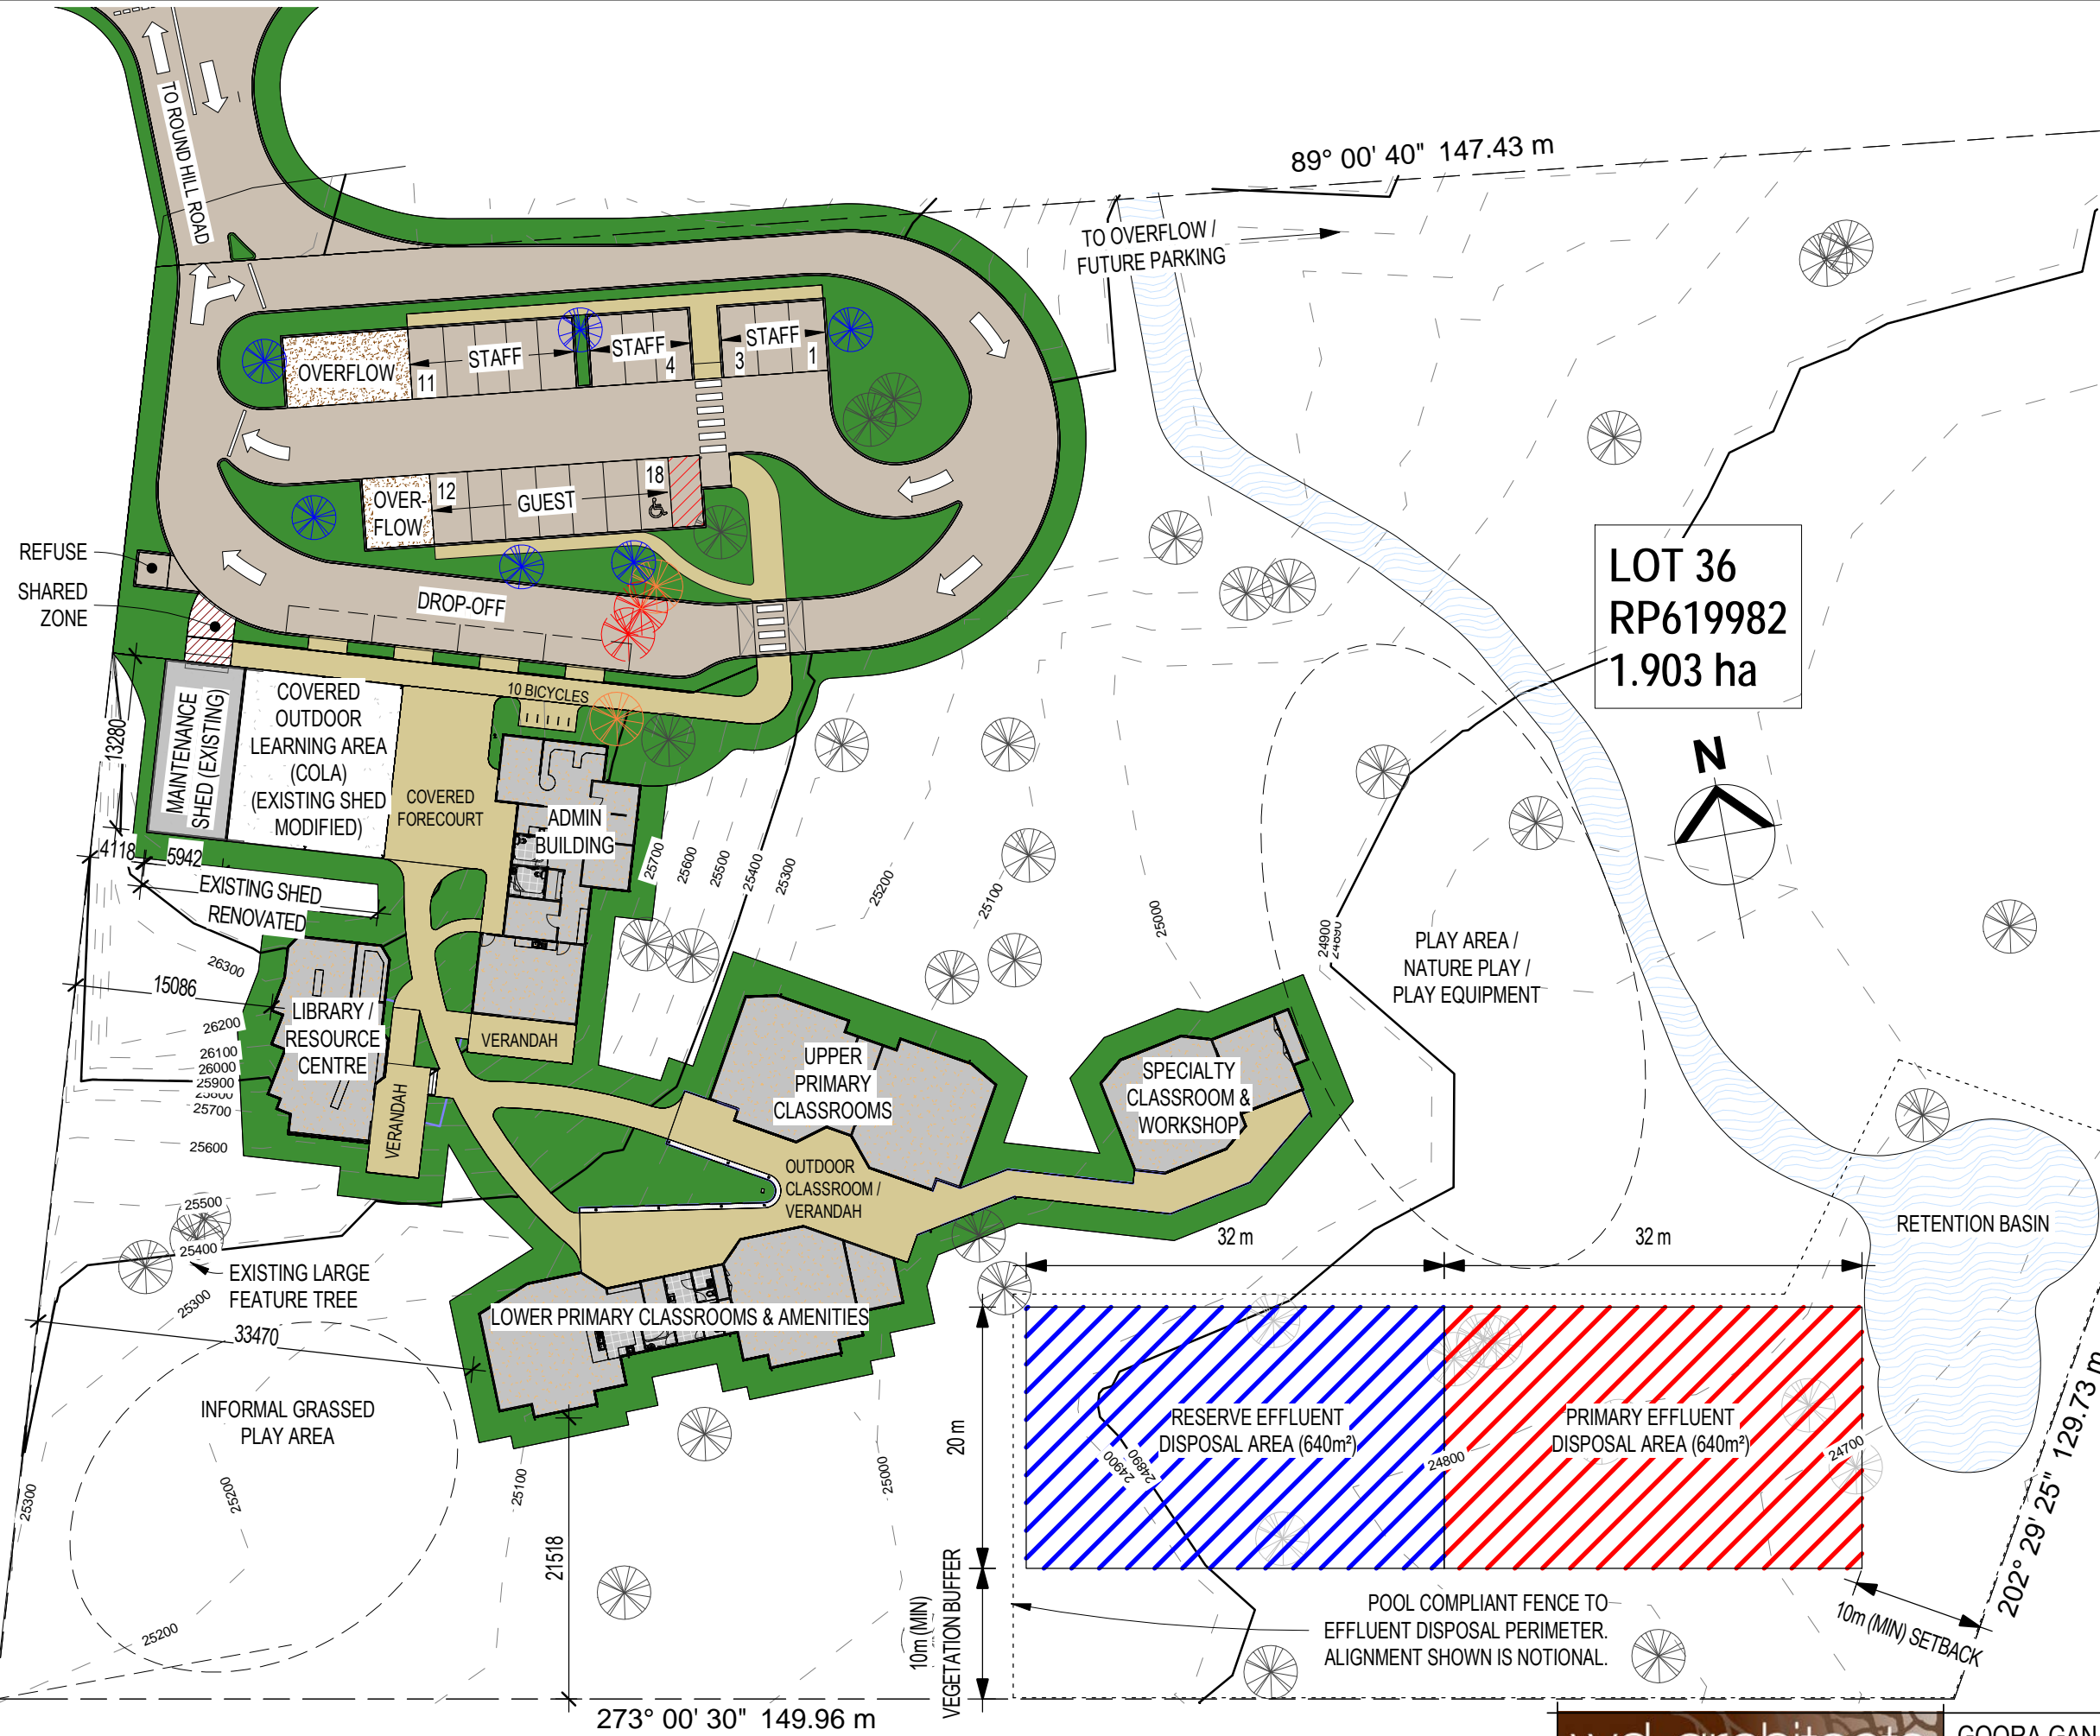 TO ROUND HILL ROAD
89° 00' 40" 147.43 m
TO OVERFLOW /
FUTURE PARKING
OVERFLOW
11
STAFF
STAFF
4
STAFF
3
1
OVER-
FLOW
12
GUEST
18
REFUSE
SHARED
ZONE
DROP-OFF
LOT 36
RP619982
1.903 ha
N
10 BICYCLES
MAINTENANCE
SHED (EXISTING)
COVERED
OUTDOOR
LEARNING AREA
(COLA)
(EXISTING SHED
MODIFIED)
COVERED
FORECOURT
ADMIN
BUILDING
13280
4118
5942
EXISTING SHED
RENOVATED
25700
25600
25500
25400
25300
25200
25100
25000
24900
24890
PLAY AREA /
NATURE PLAY /
PLAY EQUIPMENT
26300
15086
LIBRARY /
RESOURCE
CENTRE
26200
26100
26000
25900
25800
25700
25600
VERANDAH
VERANDAH
UPPER
PRIMARY
CLASSROOMS
SPECIALTY
CLASSROOM &
WORKSHOP
OUTDOOR
CLASSROOM /
VERANDAH
25500
25400
EXISTING LARGE
FEATURE TREE
25300
33470
LOWER PRIMARY CLASSROOMS & AMENITIES
32 m
32 m
RETENTION BASIN
INFORMAL GRASSED
PLAY AREA
20 m
RESERVE EFFLUENT
DISPOSAL AREA (640m²)
PRIMARY EFFLUENT
DISPOSAL AREA (640m²)
24900
24890
24800
24700
25300
25200
25100
25000
21518
25200
10m (MIN)
VEGETATION BUFFER
POOL COMPLIANT FENCE TO
EFFLUENT DISPOSAL PERIMETER.
ALIGNMENT SHOWN IS NOTIONAL.
10m (MIN) SETBACK
202° 29' 25" 129.73 m
273° 00' 30" 149.96 m